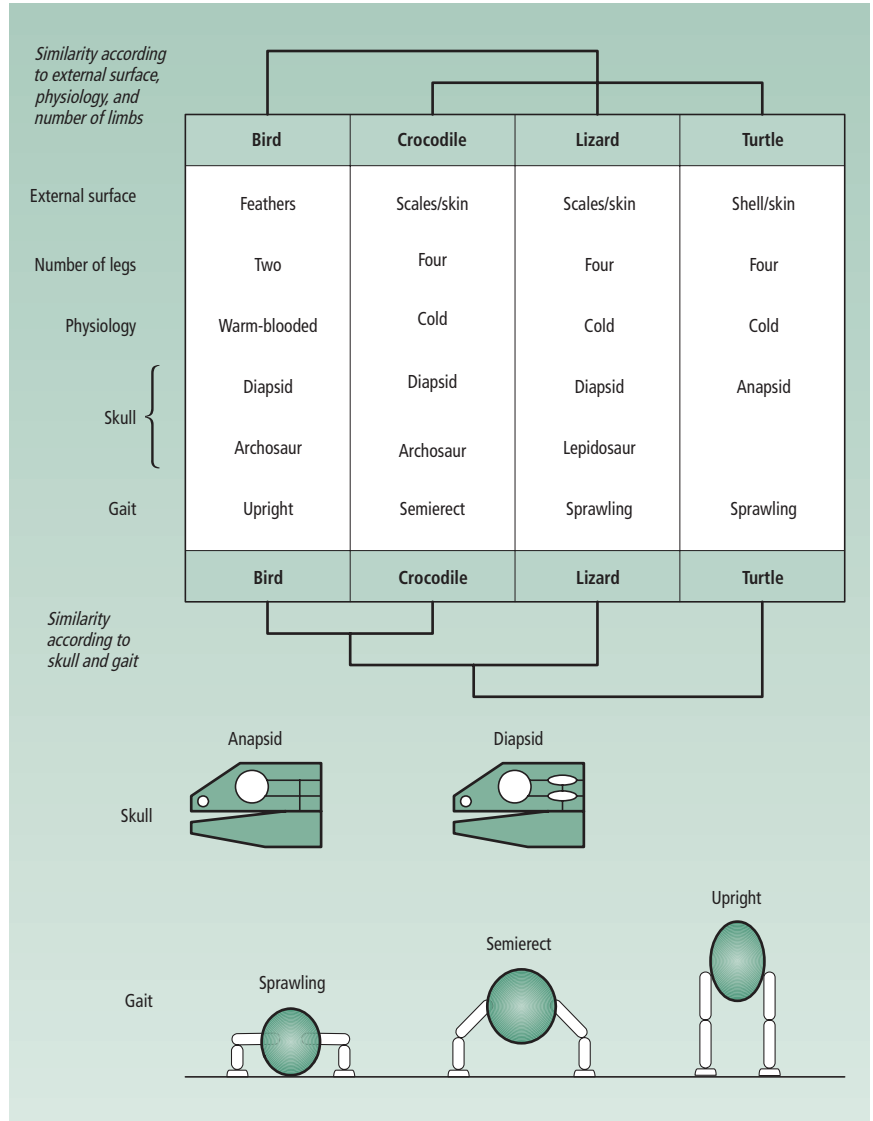 Similarity according
to external surface,
physiology, and
number of limbs
Bird Crocodile Lizard Turtle
External surface Feathers Scales/skin Scales/skin Shell/skin
Number of legs Two Four Four Four
Physiology Warm-blooded Cold Cold Cold
Diapsid Diapsid Diapsid Anapsid
Skull
Archosaur Archosaur Lepidosaur
Gait Upright Semierect Sprawling Sprawling
Bird Crocodile Lizard Turtle
Similarity
according to
skull and gait
Anapsid Diapsid
Skull
Upright
Semierect
Sprawling
Gait